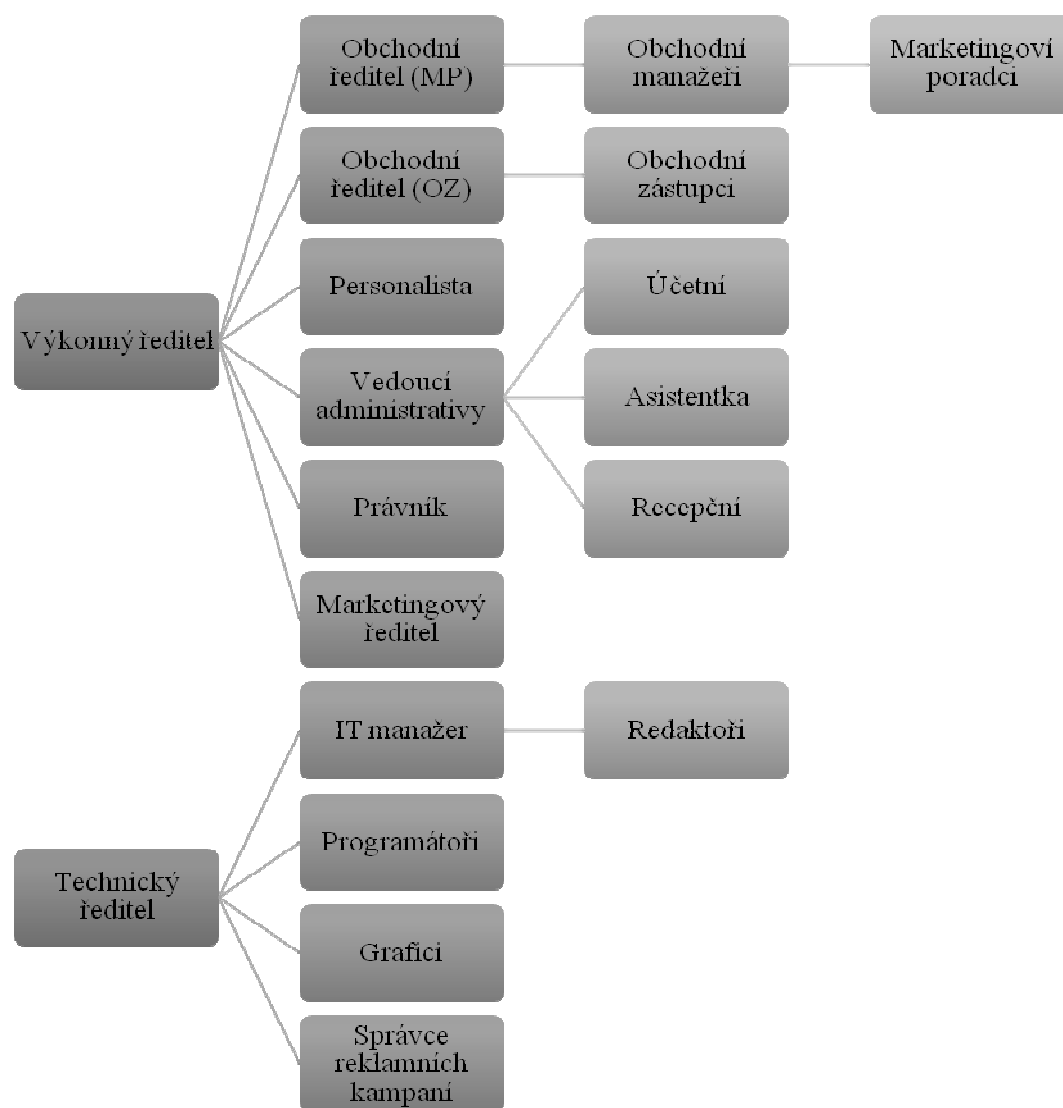 Obchodní
ředitel (MP)
Obchodní
manažeři
Marketingoví
poradci
Obchodní
ředitel (OZ)
Obchodní
zástupci
Personalista
Účetní
Výkonný ředitel
Vedoucí
administrativy
Asistentka
Právník
Recepční
Marketingový
ředitel
IT manažer
Redaktoři
Programátoři
Technický
ředitel
Grafici
Správce
reklamních
kampaní